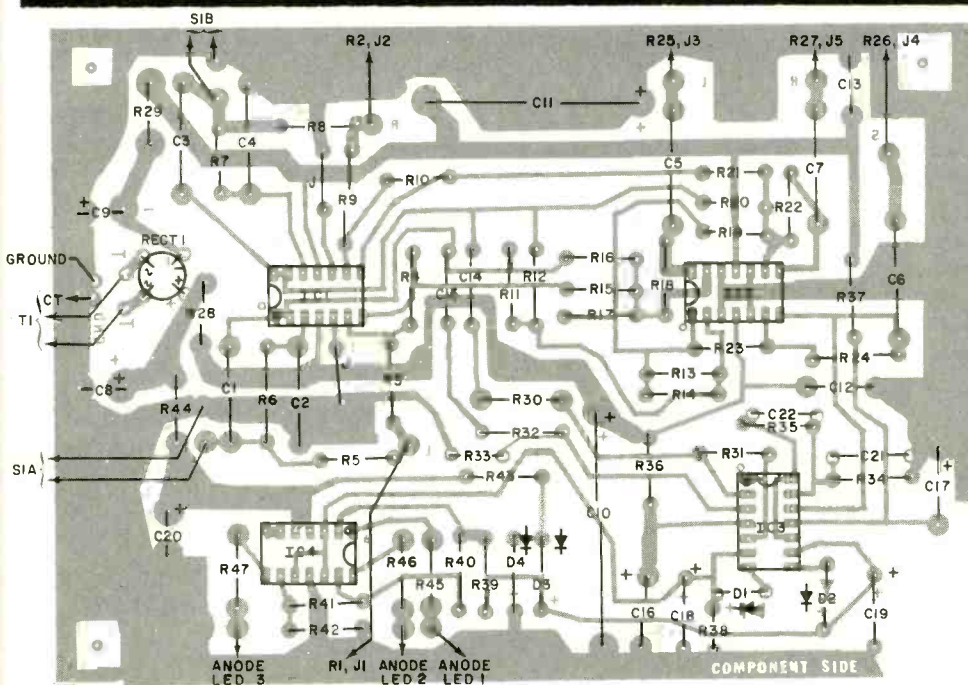 S1B
R2, J2
R25, J3
R27, J5
R26, J4
R29
C3
R7
C4
R8
R9
R10
C11
C5
C13
C7
R21
R20
R19
R22
C9
RECT 1
GROUND
CT
T1
R28
IC1
R4
C14
R11
R12
R16
R15
R17
R18
R37
C6
C8
R44
C1
R6
C2
R13
R14
R23
R24
C12
R30
R32
R33
R5
R43
R36
R31
C22
R35
C21
R34
C17
S1A
C20
R47
IC4
R46
R45
R40
R39
D4
C10
IC3
R41
R42
C16
C18
R38
D1
D2
C19
ANODE
LED 3
R1, J1
ANODE
LED 2
ANODE
LED 1
COMPONENT SIDE